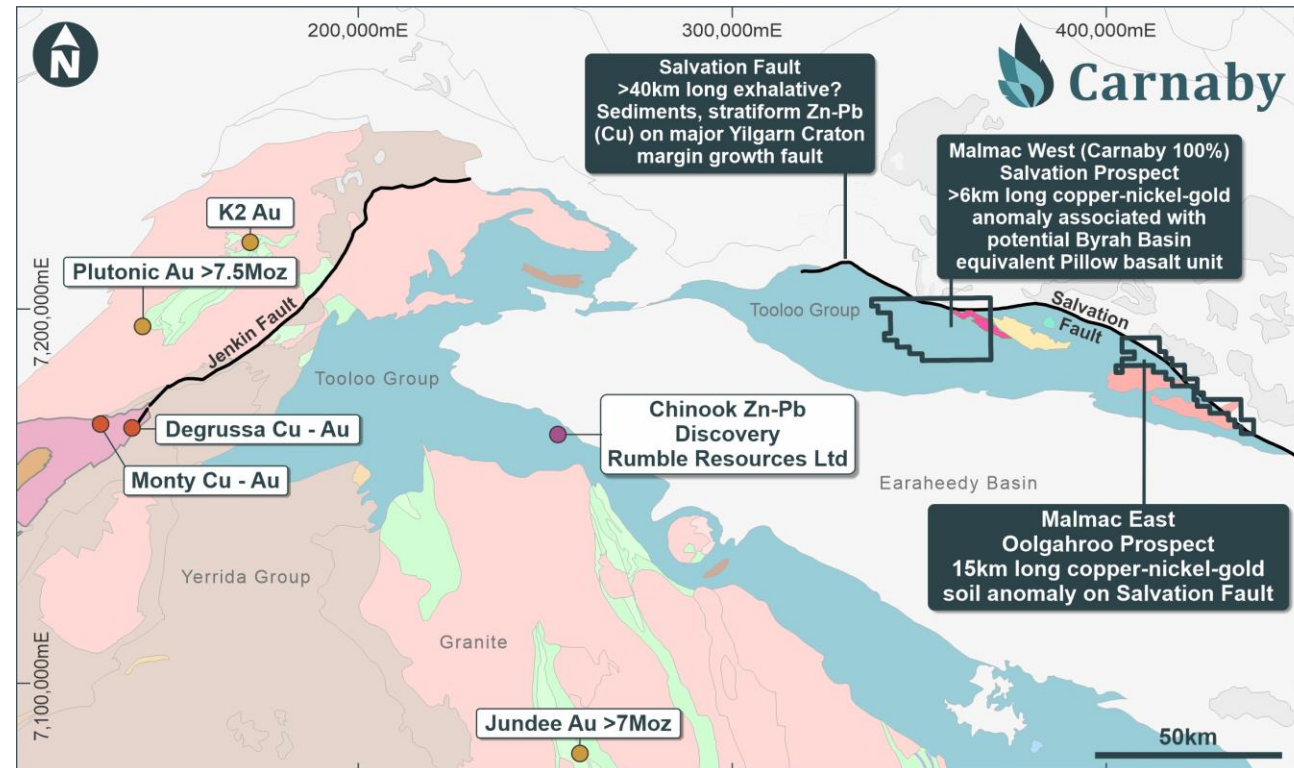 200,000mE
300,000mE
400,000mE
N
Carnaby
Salvation Fault
>40km long exhalative?
Sediments, stratiform Zn-Pb
(Cu) on major Yilgarn Craton
margin growth fault
Malmac West (Carnaby 100%)
Salvation Prospect
>6km long copper-nickel-gold
anomaly associated with
potential Byrah Basin
equivalent Pillow basalt unit
K2 Au
Plutonic Au >7.5Moz
7,200,000mE
Jenkin Fault
Tooloo Group
Salvation
Fault
Tooloo Group
Degrussa Cu - Au
Monty Cu - Au
Chinook Zn-Pb
Discovery
Rumble Resources Ltd
Earaheedy Basin
Malmac East
Oolgahroo Prospect
15km long copper-nickel-gold
soil anomaly on Salvation Fault
Yerrida Group
Granite
7,100,000mE
Jundee Au >7Moz
50km